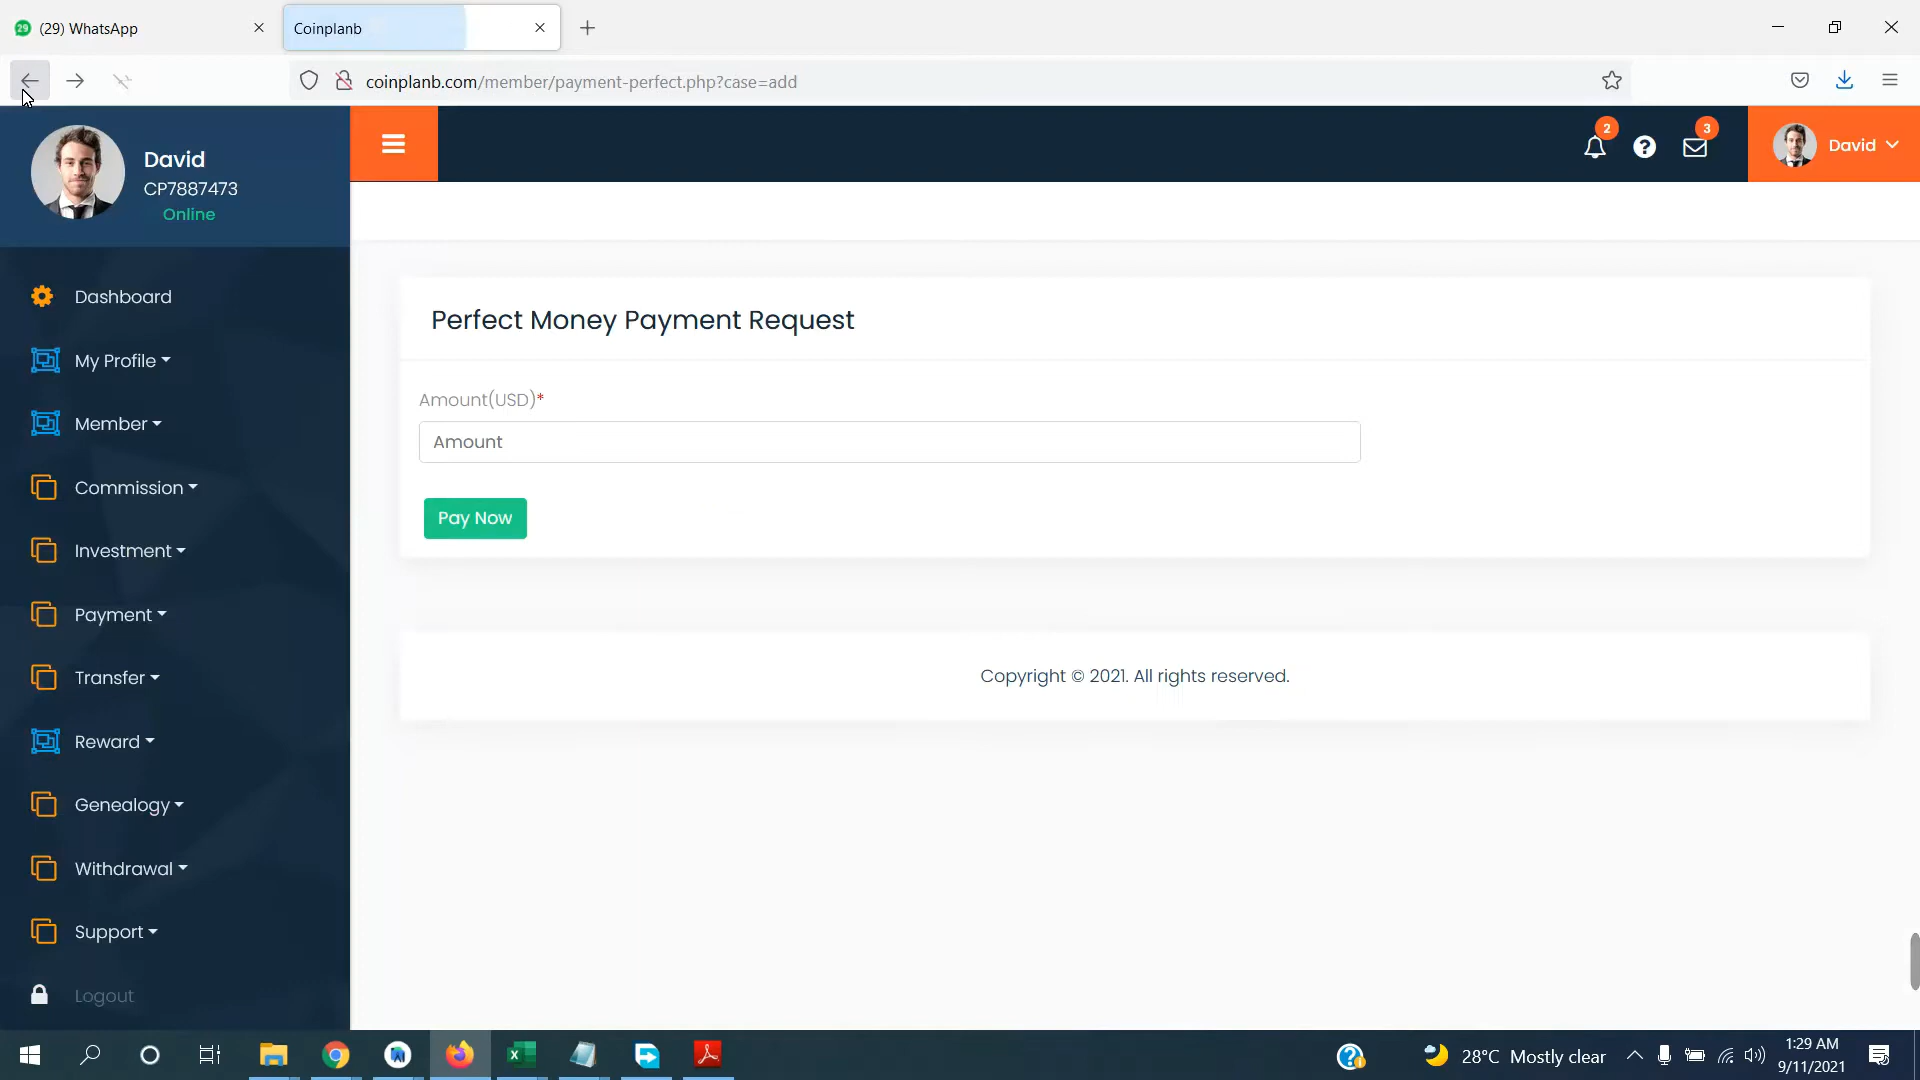 29 (29) WhatsApp
Coinplanb
coinplanb.com/member/payment-perfect.php?case=add
David
CP7887473
Online
2
3
David
Dashboard
My Profile
Member
Commission
Investment
Payment
Transfer
Reward
Genealogy
Withdrawal
Support
Logout
Perfect Money Payment Request
Amount(USD)*
Amount
Pay Now
Copyright © 2021. All rights reserved.
28°C Mostly clear
1:29 AM
9/11/2021